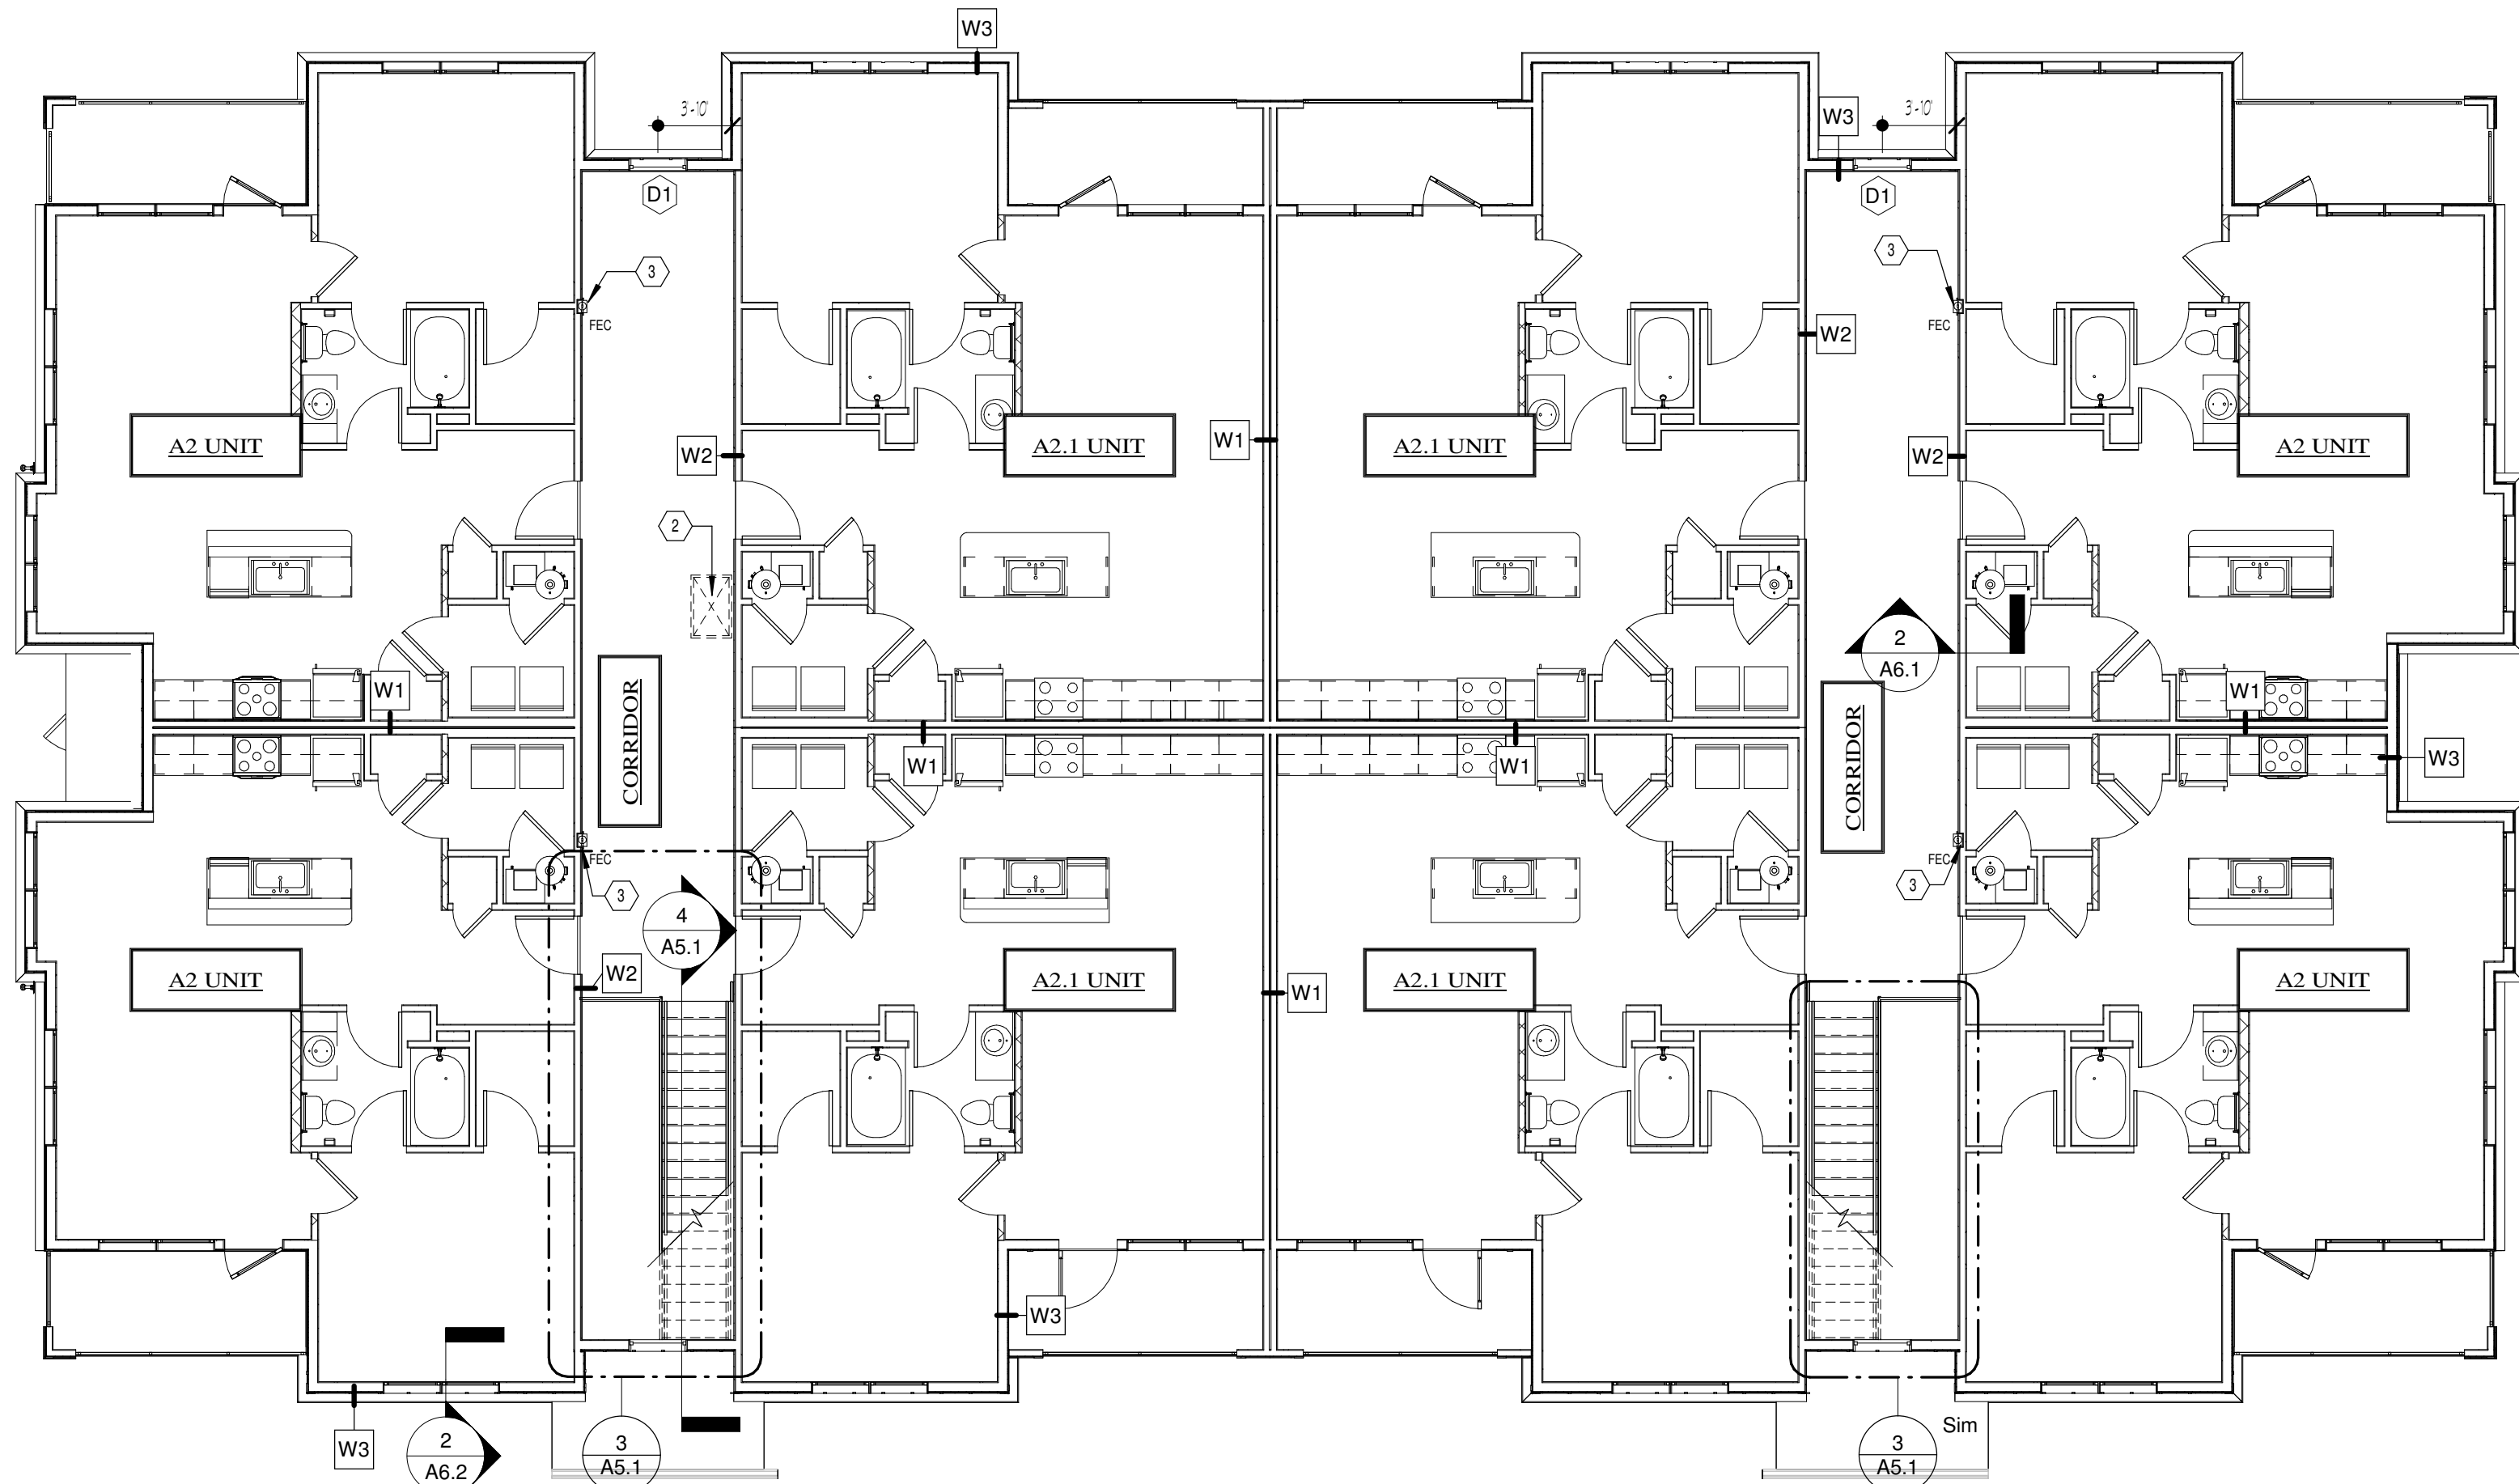 W3
3'-10"
W3
3'-10"
D1
D1
3
3
FEC
FEC
W2
A2 UNIT
W2
A2.1 UNIT
W1
A2.1 UNIT
W2
A2 UNIT
2
X
2
A6.1
CORRIDOR
W1
W1
CORRIDOR
W1
W1
W3
FEC
3
FEC
3
4
A5.1
A2 UNIT
W2
A2.1 UNIT
W1
A2.1 UNIT
A2 UNIT
W3
W3
2
A6.2
3
A5.1
3
A5.1
Sim